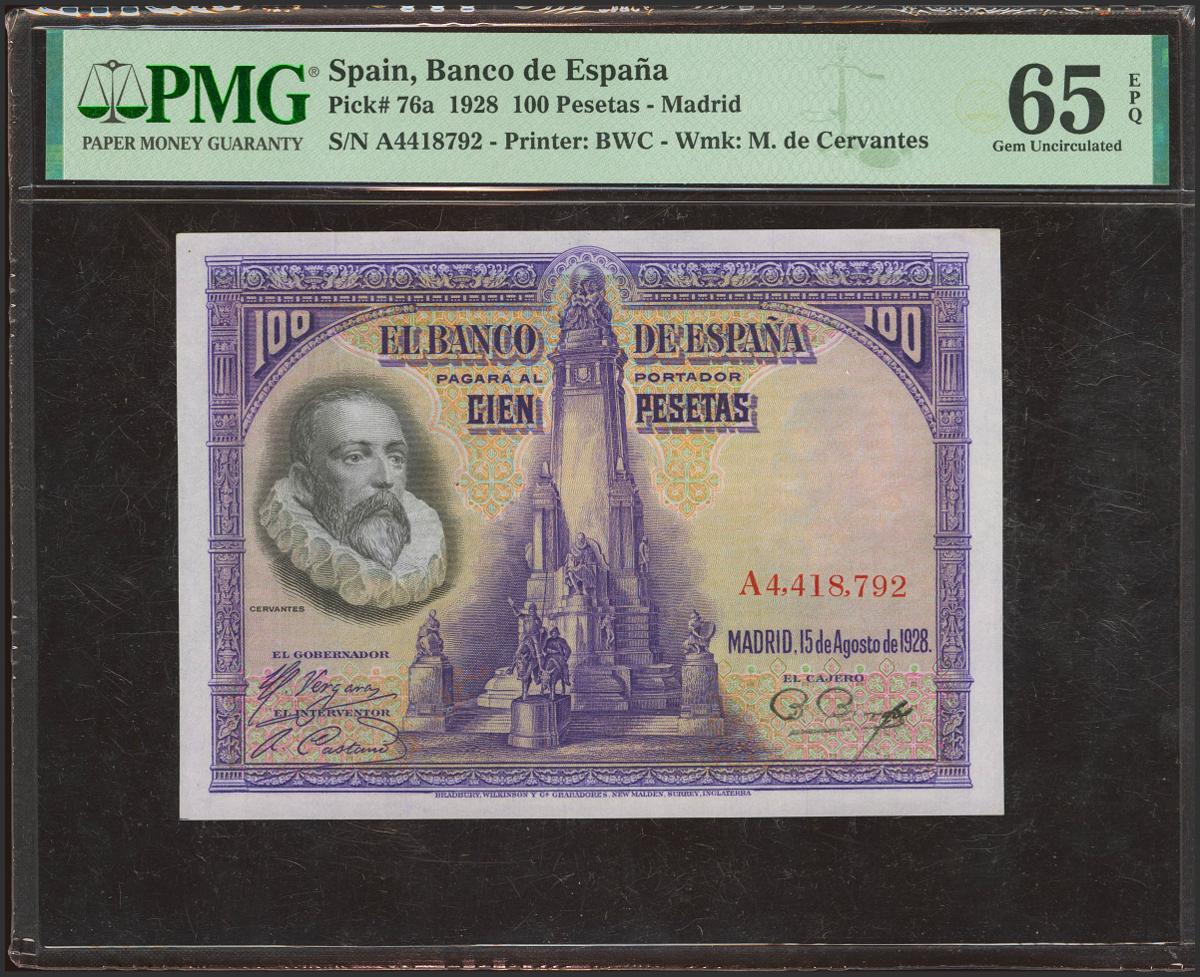 PMG®
PAPER MONEY GUARANTY
Spain, Banco de España
Pick# 76a 1928 100 Pesetas - Madrid
S/N A4418792 - Printer: BWC - Wmk: M. de Cervantes
65 EPQ
Gem Uncirculated
100 100
EL BANCO DE ESPAÑA
PAGARÁ AL PORTADOR
CIEN PESETAS
CERVANTES
A4,418,792
MADRID, 15 de Agosto de 1928.
EL GOBERNADOR
EL CAJERO
Vergara
EL INTERVENTOR
A. Castaño
BRADBURY, WILKINSON Y Cª GRABADORES, NEW MALDEN, SURREY, INGLATERRA